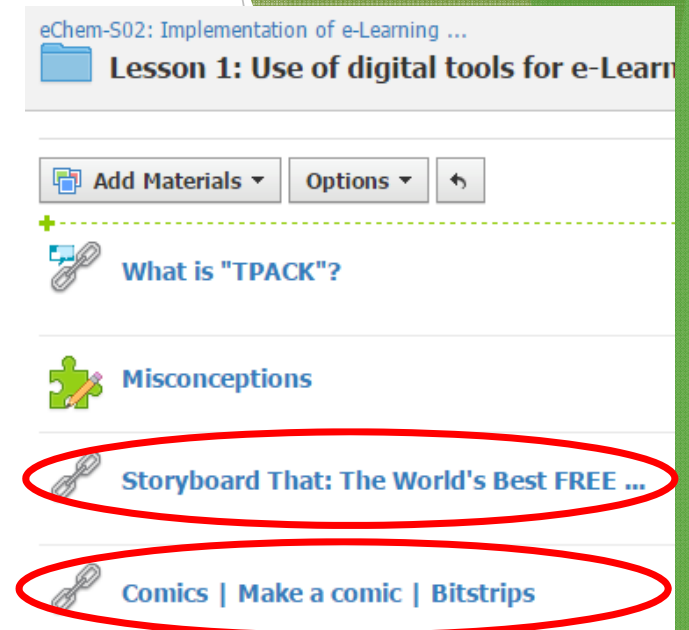 eChem-S02: Implementation of e-Learning ...
Lesson 1: Use of digital tools for e-Learn
Add Materials
Options
What is "TPACK"?
Misconceptions
Storyboard That: The World's Best FREE ...
Comics | Make a comic | Bitstrips